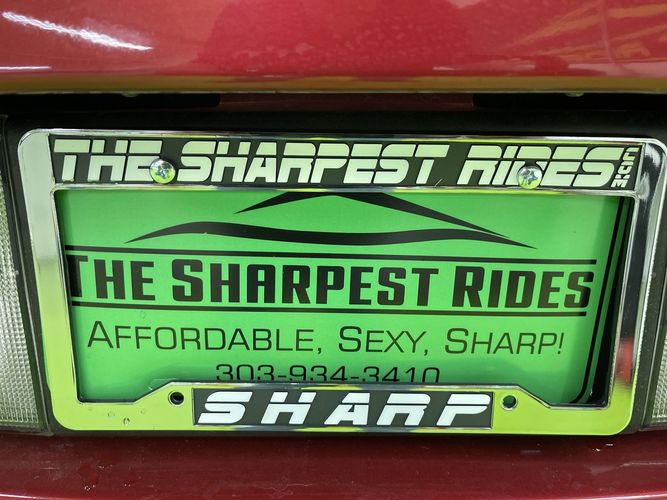 THE SHARPEST RIDES.COM
THE SHARPEST RIDES
AFFORDABLE, SEXY, SHARP!
303-934-3410
SHARP